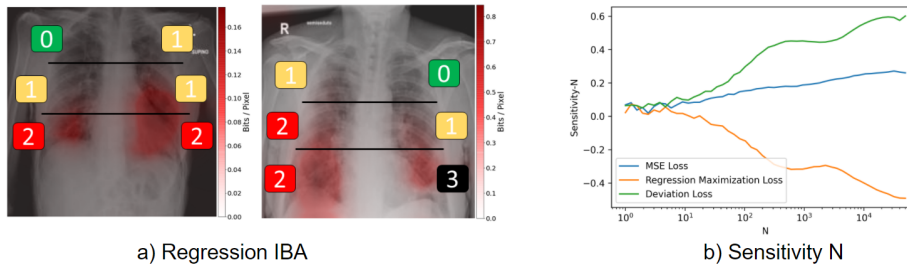 0 1
1 1
2 2
0.16
0.14
0.12
0.10
0.08
0.06
0.04
0.02
0.00
Bits / Pixel
R
1 0
2 1
2 3
0.8
0.7
0.6
0.5
0.4
0.3
0.2
0.1
0.0
Bits / Pixel
a) Regression IBA
0.6
0.4
0.2
0.0
−0.2
−0.4
Sensitivity-N
MSE Loss
Regression Maximization Loss
Deviation Loss
10⁰ 10¹ 10² 10³ 10⁴
N
b) Sensitivity N